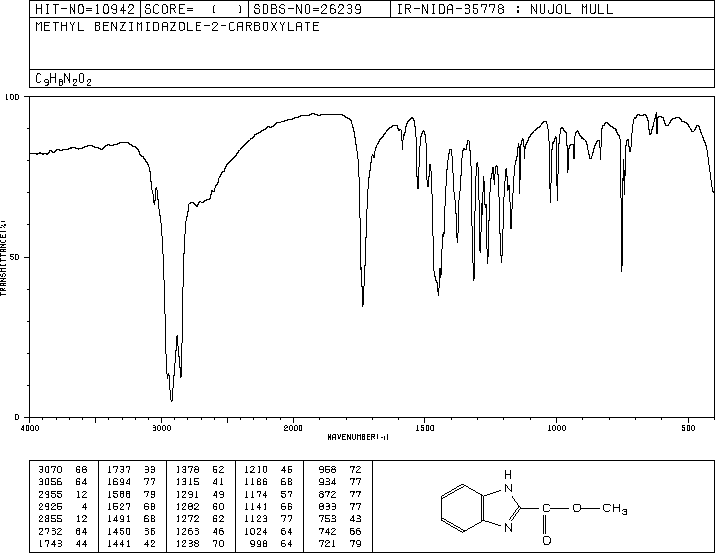 HIT-NO=10942 SCORE= ( ) SDBS-NO=26239 IR-NIDA-35778 : NUJOL MULL
METHYL BENZIMIDAZOLE-2-CARBOXYLATE
C9H8N2O2
100
TRANSMITTANCE(%)
50
0
4000 3000 2000 1500 1000 500
WAVENUMBER(-1)
3070 66 1737 33 1378 52 1210 46 958 72
3056 64 1694 77 1315 41 1186 68 934 77
2955 12 1588 79 1291 49 1174 57 872 77
2925 4 1527 68 1282 60 1141 66 833 77
2855 12 1491 68 1272 62 1123 77 753 43
2732 64 1450 36 1263 46 1024 64 742 66
1743 44 1441 42 1238 70 998 64 721 79
H
N
N
C
O
O
CH3